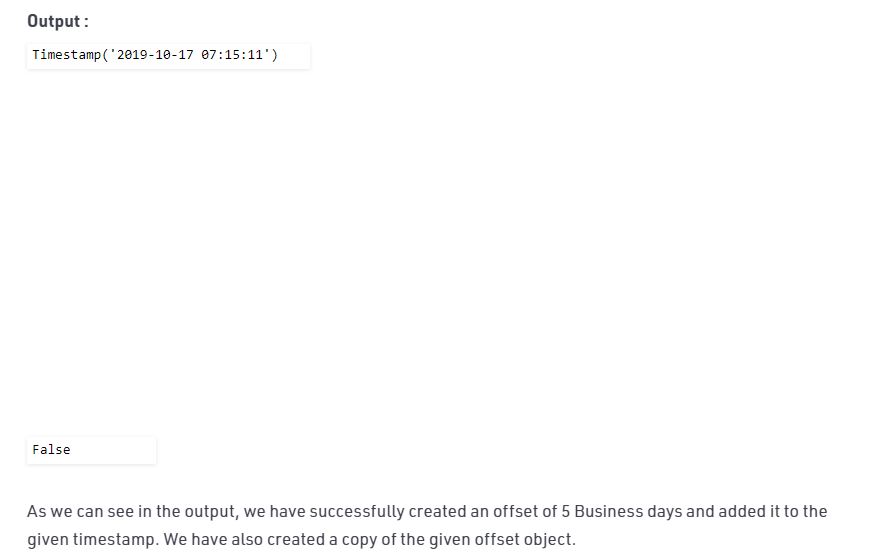 Output :
Timestamp('2019-10-17 07:15:11')
False
As we can see in the output, we have successfully created an offset of 5 Business days and added it to the
given timestamp. We have also created a copy of the given offset object.